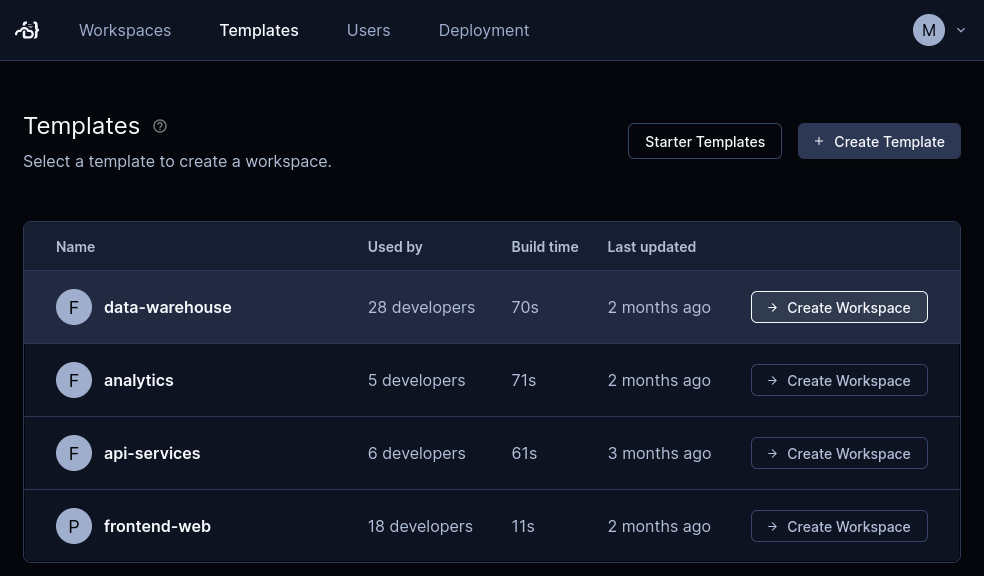 Workspaces Templates Users Deployment M
Templates
Select a template to create a workspace.
Starter Templates + Create Template
Name Used by Build time Last updated
F data-warehouse 28 developers 70s 2 months ago → Create Workspace
F analytics 5 developers 71s 2 months ago → Create Workspace
F api-services 6 developers 61s 3 months ago → Create Workspace
P frontend-web 18 developers 11s 2 months ago → Create Workspace